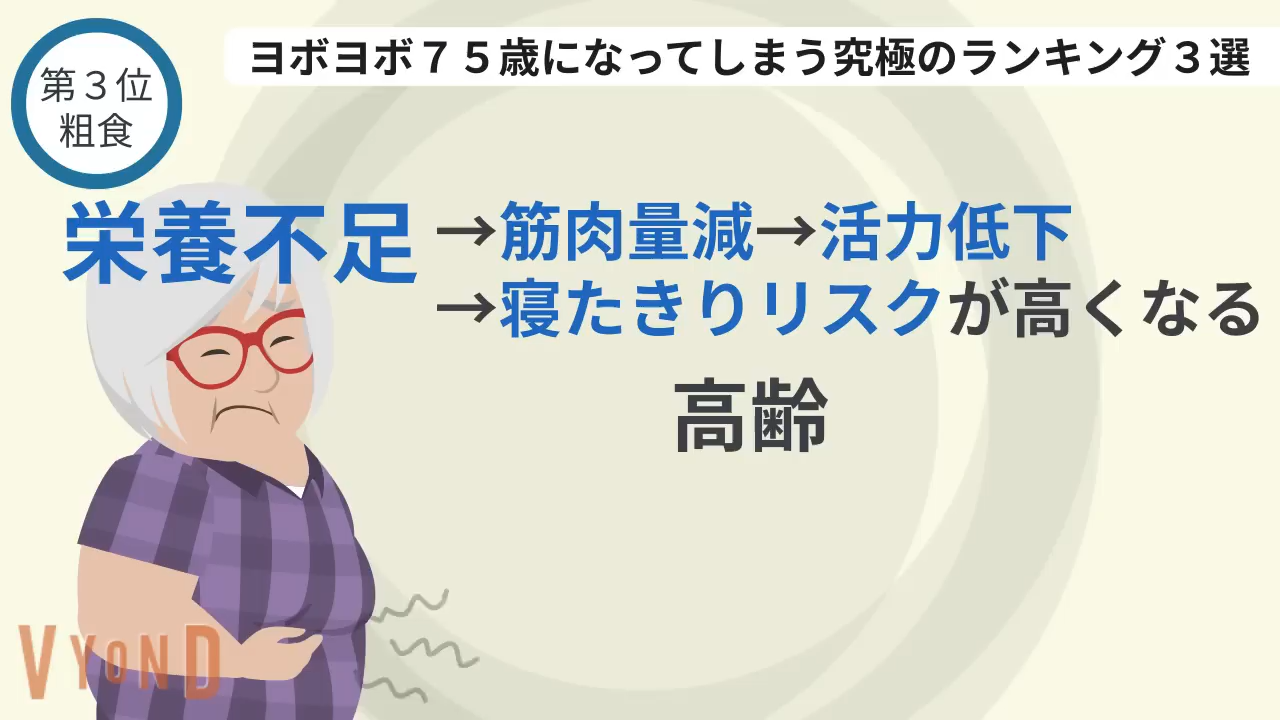 ヨボヨボ７５歳になってしまう究極のランキング３選
第３位
粗食
栄養不足→筋肉量減→活力低下
→寝たきりリスクが高くなる
高齢
VYOND